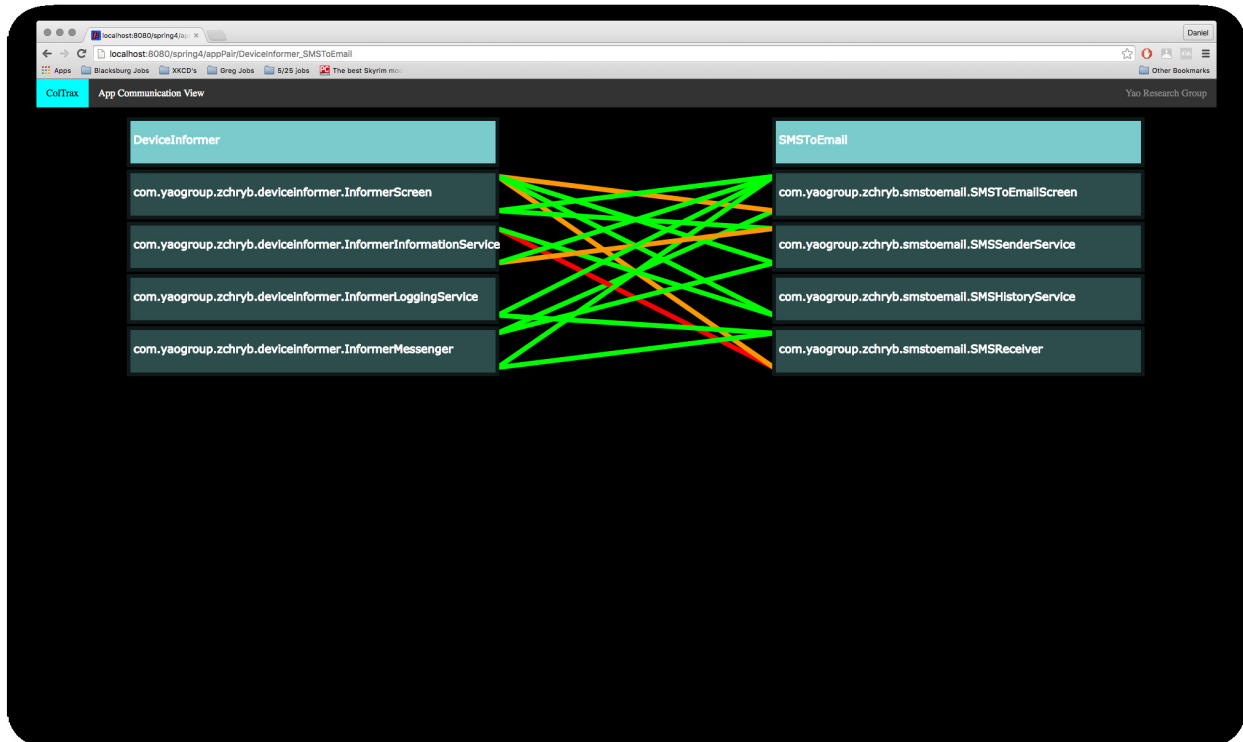 localhost:8080/spring4/ap
Daniel
localhost:8080/spring4/appPair/DeviceInformer_SMSToEmail
Apps
Blacksburg Jobs
XKCD's
Greg Jobs
5/25 jobs
The best Skyrim mo
Other Bookmarks
ColTrax
App Communication View
Yao Research Group
DeviceInformer
SMSToEmail
com.yaogroup.zchryb.deviceinformer.InformerScreen
com.yaogroup.zchryb.smstoemail.SMSToEmailScreen
com.yaogroup.zchryb.deviceinformer.InformerInformationService
com.yaogroup.zchryb.smstoemail.SMSSenderService
com.yaogroup.zchryb.deviceinformer.InformerLoggingService
com.yaogroup.zchryb.smstoemail.SMSHistoryService
com.yaogroup.zchryb.deviceinformer.InformerMessenger
com.yaogroup.zchryb.smstoemail.SMSReceiver